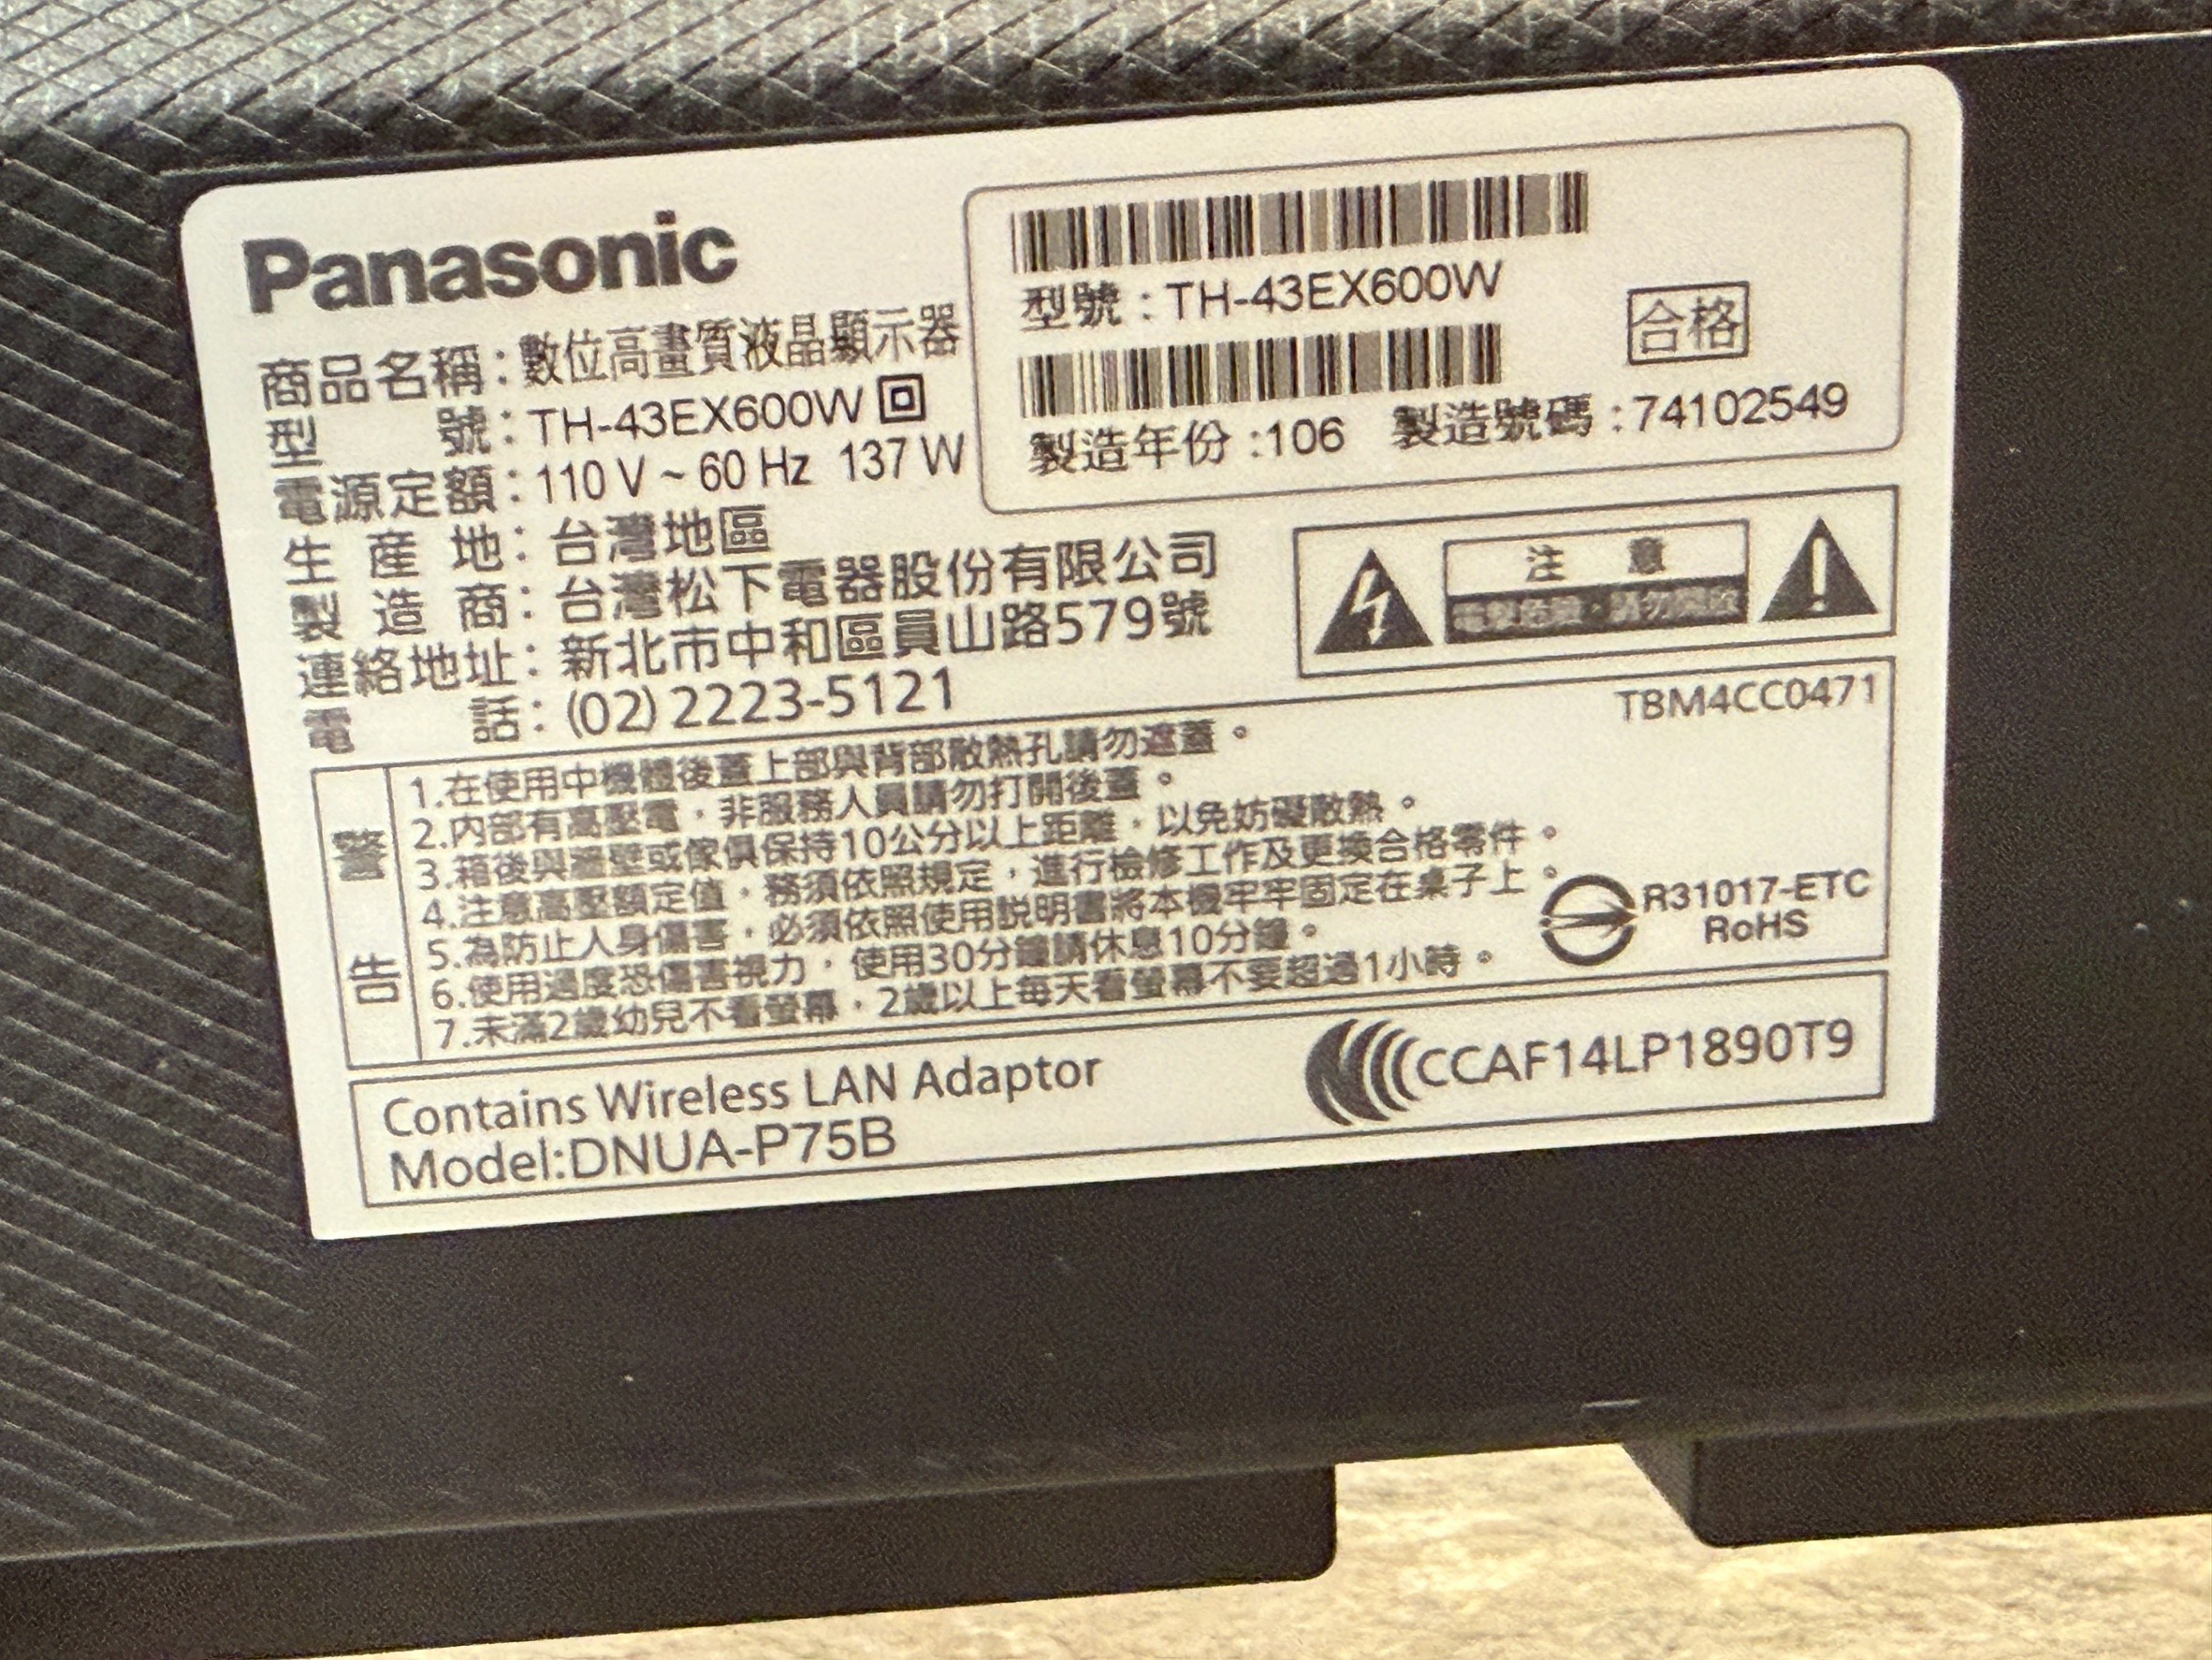 Panasonic
商品名稱：數位高畫質液晶顯示器
型號：TH-43EX600W
電源定額：110 V ~ 60 Hz 137 W
生產地：台灣地區
製造商：台灣松下電器股份有限公司
連絡地址：新北市中和區員山路579號
電話：(02) 2223-5121
型號：TH-43EX600W
合格
製造年份：106 製造號碼：74102549
注意
電擊危險，請勿開啟
TBM4CC0471
警告
1.在使用中機體後蓋上部與背部散熱孔請勿遮蓋。
2.內部有高壓電，非服務人員請勿打開後蓋。
3.箱後與牆壁或傢俱保持10公分以上距離，以免妨礙散熱。
4.注意高壓額定值，務須依照規定，進行檢修工作及更換合格零件。
5.為防止人身傷害，必須依照使用說明書將本機牢牢固定在桌子上。
6.使用過度恐傷害視力，使用30分鐘請休息10分鐘。
7.未滿2歲幼兒不看螢幕，2歲以上每天看螢幕不要超過1小時。
R31017-ETC
RoHS
Contains Wireless LAN Adaptor
Model:DNUA-P75B
CCAF14LP1890T9